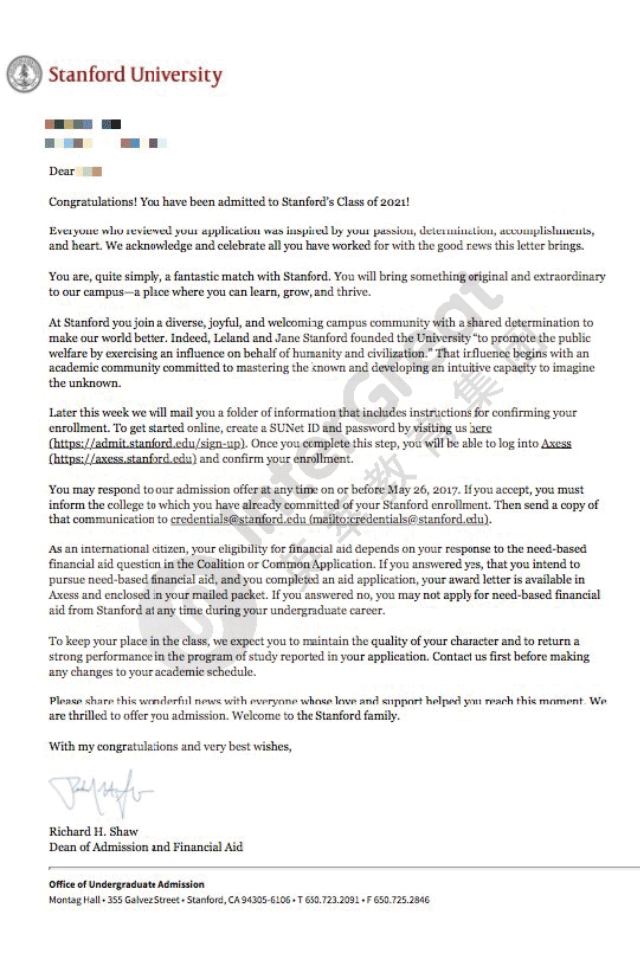 Stanford University
Dear
Congratulations! You have been admitted to Stanford's Class of 2021!
Everyone who reviewed your application was inspired by your passion, determination, accomplishments,
and heart. We acknowledge and celebrate all you have worked for with the good news this letter brings.
You are, quite simply, a fantastic match with Stanford. You will bring something original and extraordinary
to our campus—a place where you can learn, grow, and thrive.
At Stanford you join a diverse, joyful, and welcoming campus community with a shared determination to
make our world better. Indeed, Leland and Jane Stanford founded the University "to promote the public
welfare by exercising an influence on behalf of humanity and civilization." That influence begins with an
academic community committed to mastering the known and developing an intuitive capacity to imagine
the unknown.
Later this week we will mail you a folder of information that includes instructions for confirming your
enrollment. To get started online, create a SUNet ID and password by visiting us here
(https://admit.stanford.edu/sign-up). Once you complete this step, you will be able to log into Axess
(https://axess.stanford.edu) and confirm your enrollment.
You may respond to our admission offer at any time on or before May 26, 2017. If you accept, you must
inform the college to which you have already committed of your Stanford enrollment. Then send a copy of
that communication to credentials@stanford.edu (mailto:credentials@stanford.edu).
As an international citizen, your eligibility for financial aid depends on your response to the need-based
financial aid question in the Coalition or Common Application. If you answered yes, that you intend to
pursue need-based financial aid, and you completed an aid application, your award letter is available in
Axess and enclosed in your mailed packet. If you answered no, you may not apply for need-based financial
aid from Stanford at any time during your undergraduate career.
To keep your place in the class, we expect you to maintain the quality of your character and to return a
strong performance in the program of study reported in your application. Contact us first before making
any changes to your academic schedule.
Please share this wonderful news with everyone whose love and support helped you reach this moment. We
are thrilled to offer you admission. Welcome to the Stanford family.
With my congratulations and very best wishes,
Richard H. Shaw
Dean of Admission and Financial Aid
Office of Undergraduate Admission
Montag Hall • 355 Galvez Street • Stanford, CA 94305-6106 • T 650.723.2091 • F 650.725.2846
InterGreat
英萃教育集团